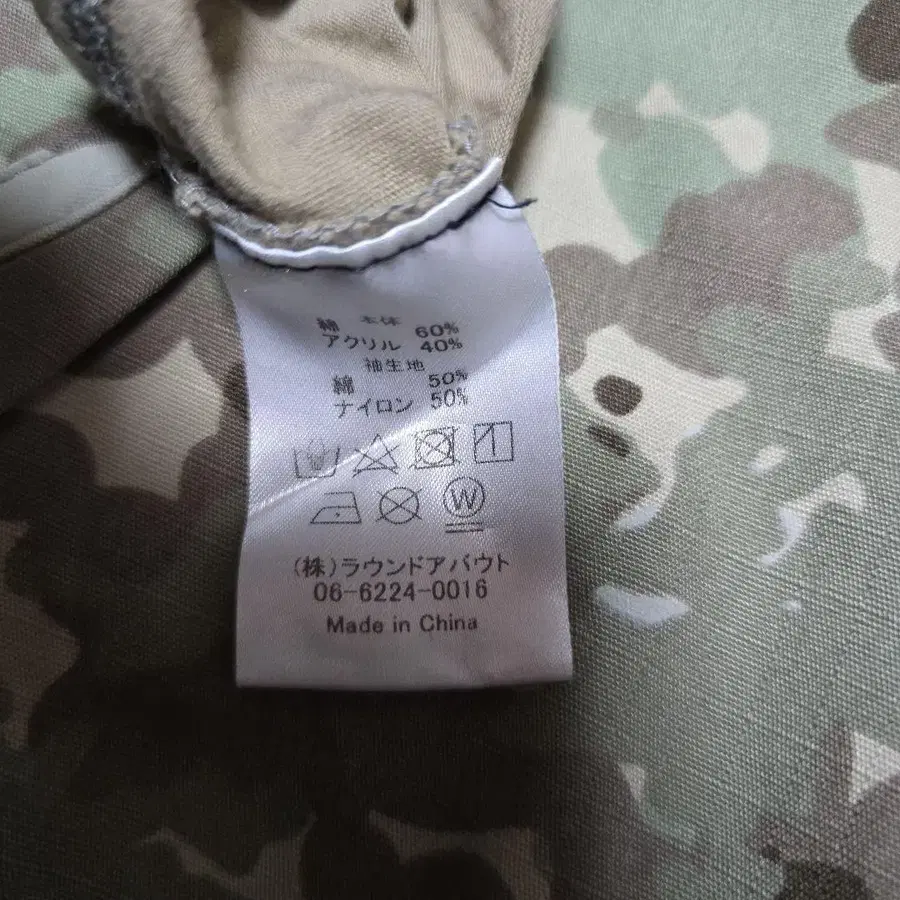 本体
綿 60%
アクリル 40%
袖生地
綿 50%
ナイロン 50%
W
(株)ラウンドアバウト
06-6224-0016
Made in China